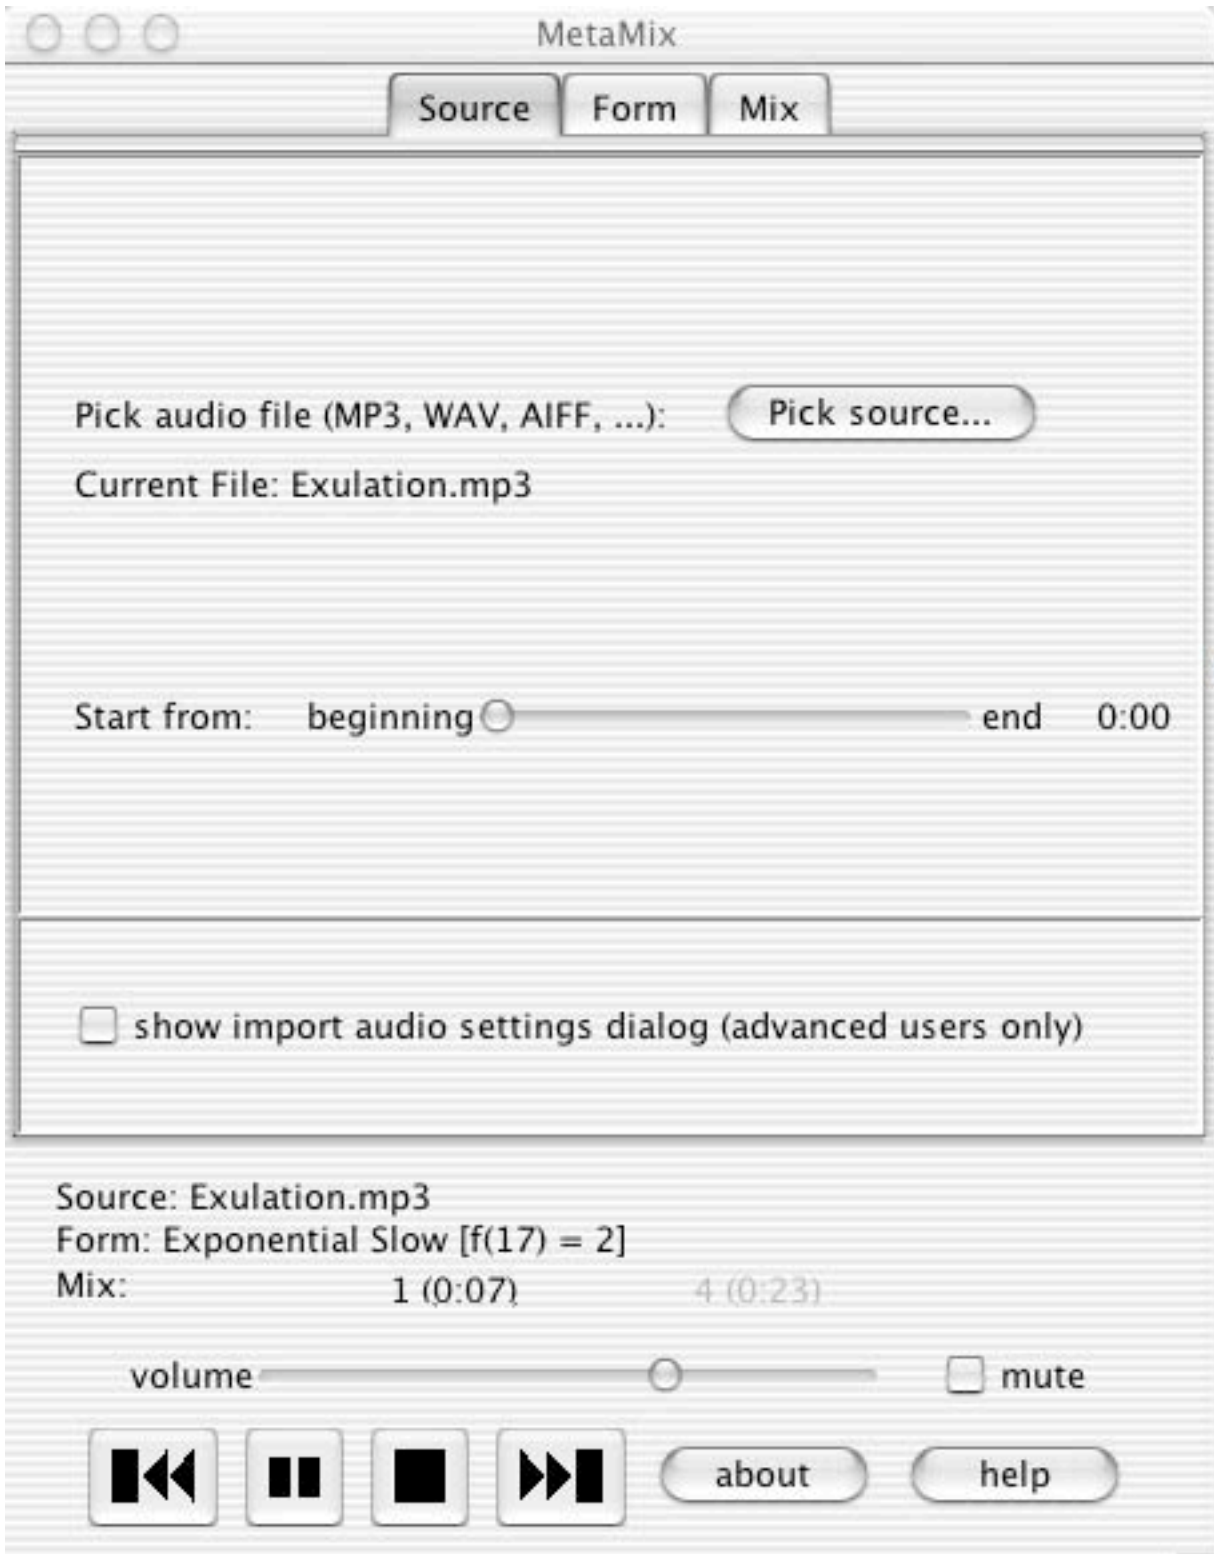 MetaMix
Source Form Mix
Pick audio file (MP3, WAV, AIFF, ...): Pick source...
Current File: Exulation.mp3
Start from: beginning end 0:00
show import audio settings dialog (advanced users only)
Source: Exulation.mp3
Form: Exponential Slow [f(17) = 2]
Mix: 1 (0:07) 4 (0:23)
volume mute
about help